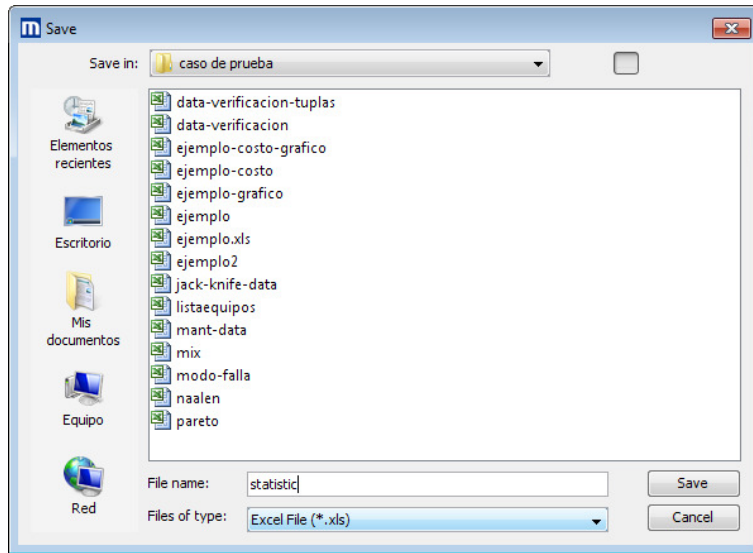 m Save
Save in: caso de prueba
Elementos
recientes
Escritorio
Mis
documentos
Equipo
Red
data-verificacion-tuplas
data-verificacion
ejemplo-costo-grafico
ejemplo-costo
ejemplo-grafico
ejemplo
ejemplo.xls
ejemplo2
jack-knife-data
listaequipos
mant-data
mix
modo-falla
naalen
pareto
File name: statistic Save
Files of type: Excel File (*.xls) Cancel